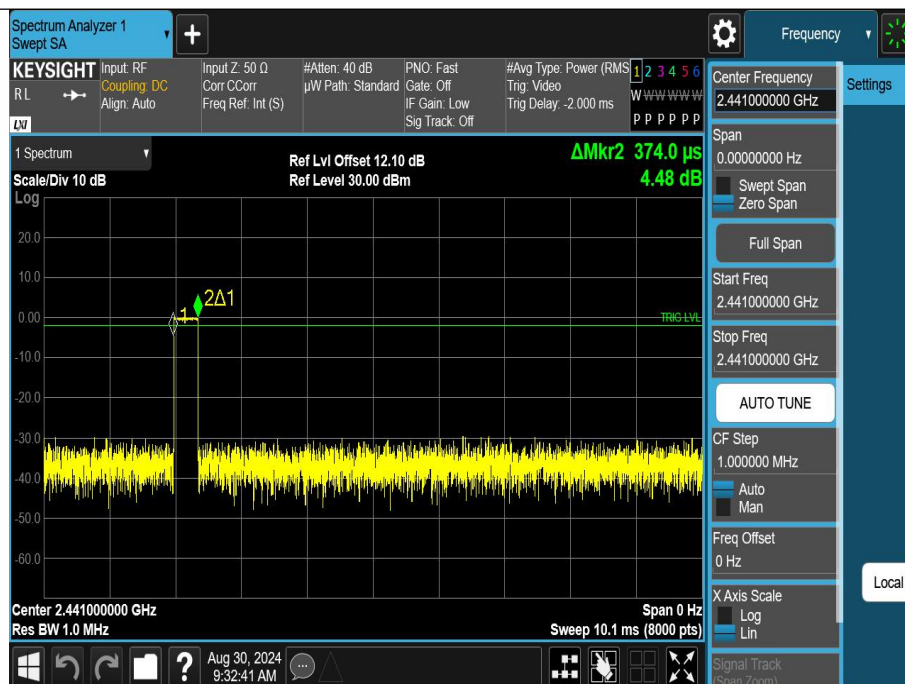 Spectrum Analyzer 1
Swept SA
+
Frequency
KEYSIGHT
RL
LXI
Input: RF
Coupling: DC
Align: Auto
Input Z: 50 Ω
Corr CCorr
Freq Ref: Int (S)
#Atten: 40 dB
µW Path: Standard
PNO: Fast
Gate: Off
IF Gain: Low
Sig Track: Off
#Avg Type: Power (RMS
Trig: Video
Trig Delay: -2.000 ms
1 2 3 4 5 6
W W W W W W
P P P P P P
1 Spectrum
Scale/Div 10 dB
Log
Ref Lvl Offset 12.10 dB
Ref Level 30.00 dBm
ΔMkr2 374.0 µs
4.48 dB
20.0
10.0
0.00
-10.0
-20.0
-30.0
-40.0
-50.0
-60.0
1
2Δ1
TRIG LVL
Center 2.441000000 GHz
Res BW 1.0 MHz
Span 0 Hz
Sweep 10.1 ms (8000 pts)
Center Frequency
2.441000000 GHz
Span
0.00000000 Hz
Swept Span
Zero Span
Full Span
Start Freq
2.441000000 GHz
Stop Freq
2.441000000 GHz
AUTO TUNE
CF Step
1.000000 MHz
Auto
Man
Freq Offset
0 Hz
X Axis Scale
Log
Lin
Signal Track
(Span Zoom)
Settings
Local
?
Aug 30, 2024
9:32:41 AM